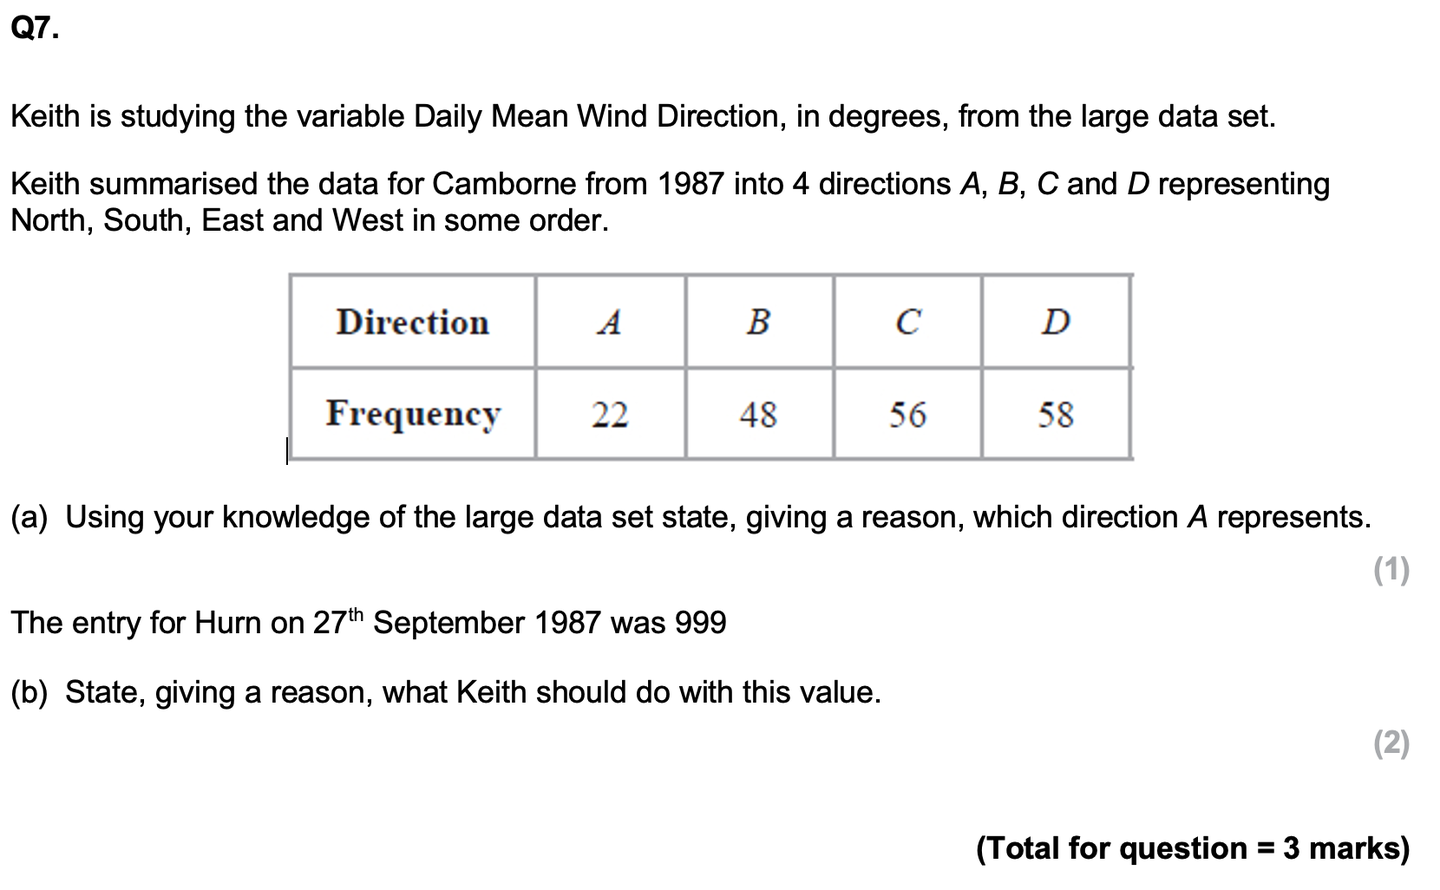 Q7.
Keith is studying the variable Daily Mean Wind Direction, in degrees, from the large data set.
Keith summarised the data for Camborne from 1987 into 4 directions A, B, C and D representing
North, South, East and West in some order.
Direction A B C D
Frequency 22 48 56 58
(a) Using your knowledge of the large data set state, giving a reason, which direction A represents.
(1)
The entry for Hurn on 27th September 1987 was 999
(b) State, giving a reason, what Keith should do with this value.
(2)
(Total for question = 3 marks)